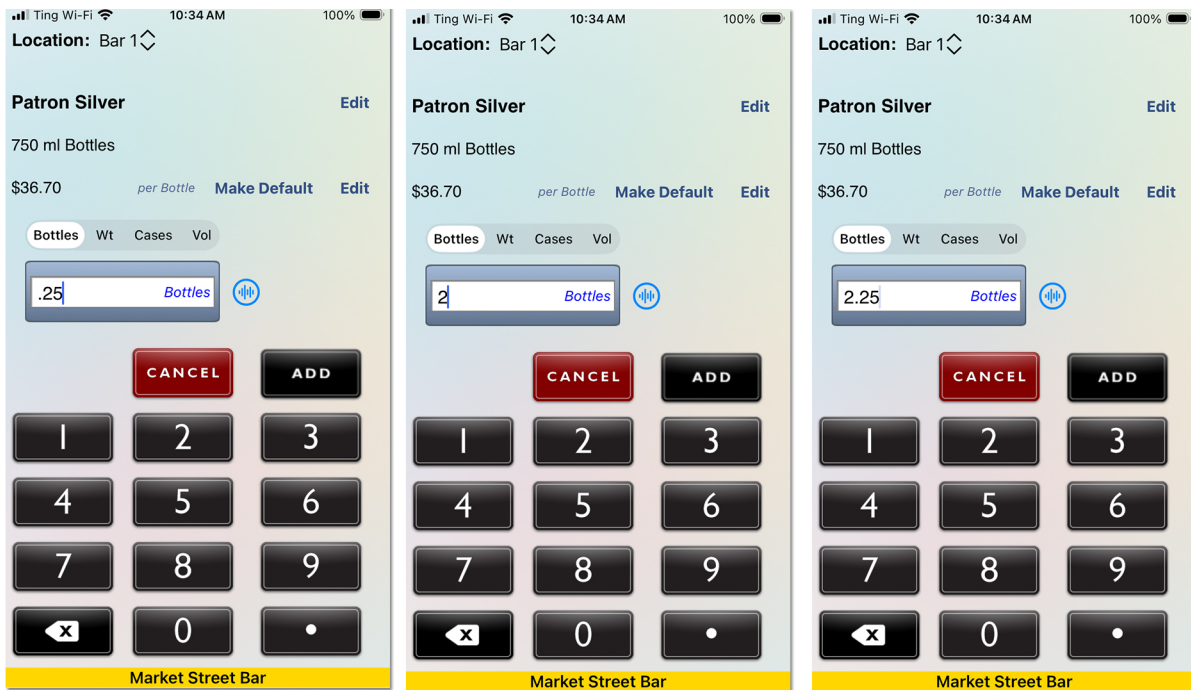 Ting Wi-Fi 10:34 AM 100%
Location: Bar 1
Patron Silver Edit
750 ml Bottles
$36.70 per Bottle Make Default Edit
Bottles Wt Cases Vol
.25 Bottles
CANCEL ADD
1 2 3
4 5 6
7 8 9
X 0 .
Market Street Bar
Ting Wi-Fi 10:34 AM 100%
Location: Bar 1
Patron Silver Edit
750 ml Bottles
$36.70 per Bottle Make Default Edit
Bottles Wt Cases Vol
2 Bottles
CANCEL ADD
1 2 3
4 5 6
7 8 9
X 0 .
Market Street Bar
Ting Wi-Fi 10:34 AM 100%
Location: Bar 1
Patron Silver Edit
750 ml Bottles
$36.70 per Bottle Make Default Edit
Bottles Wt Cases Vol
2.25 Bottles
CANCEL ADD
1 2 3
4 5 6
7 8 9
X 0 .
Market Street Bar